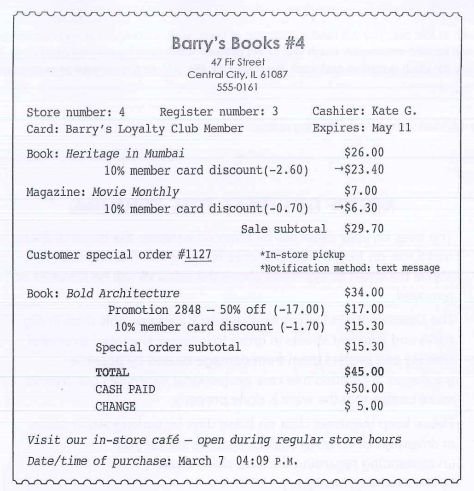 Barry's Books #4
47 Fir Street
Central City, IL 61087
555-0161
Store number: 4 Register number: 3 Cashier: Kate G.
Card: Barry's Loyalty Club Member Expires: May 11
Book: Heritage in Mumbai $26.00
10% member card discount(-2.60) →$23.40
Magazine: Movie Monthly $7.00
10% member card discount(-0.70) →$6.30
Sale subtotal $29.70
Customer special order #1127 *In-store pickup
*Notification method: text message
Book: Bold Architecture $34.00
Promotion 2848 — 50% off (-17.00) $17.00
10% member card discount (-1.70) $15.30
Special order subtotal $15.30
TOTAL $45.00
CASH PAID $50.00
CHANGE $ 5.00
Visit our in-store café — open during regular store hours
Date/time of purchase: March 7 04:09 P.M.